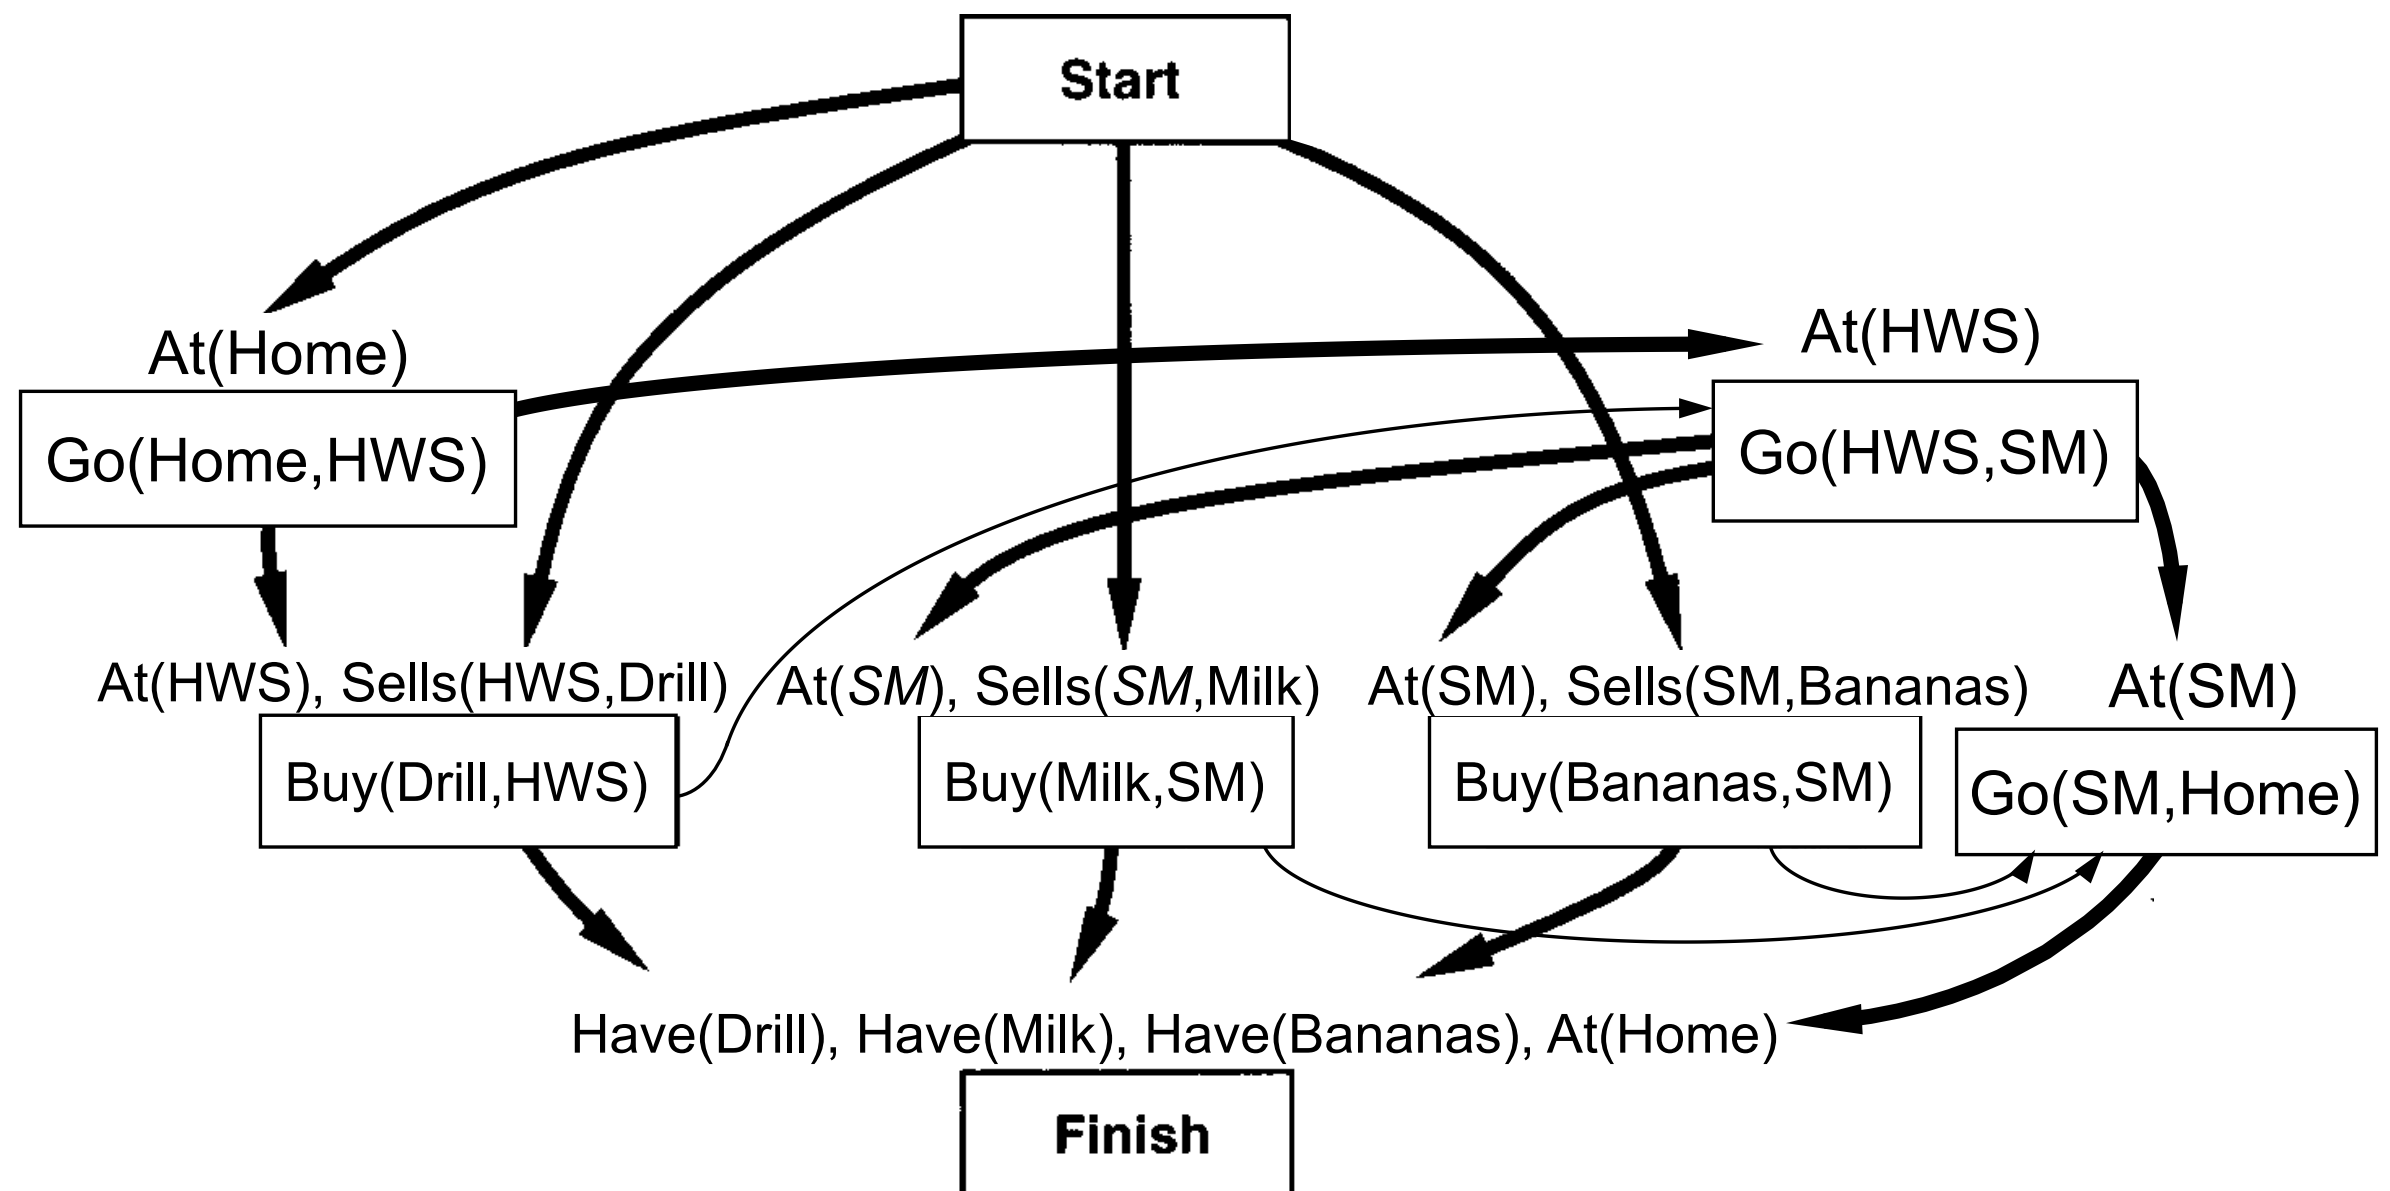 Start
At(Home)
At(HWS)
Go(Home,HWS)
Go(HWS,SM)
At(HWS), Sells(HWS,Drill)
At(SM), Sells(SM,Milk)
At(SM), Sells(SM,Bananas)
At(SM)
Buy(Drill,HWS)
Buy(Milk,SM)
Buy(Bananas,SM)
Go(SM,Home)
Have(Drill), Have(Milk), Have(Bananas), At(Home)
Finish